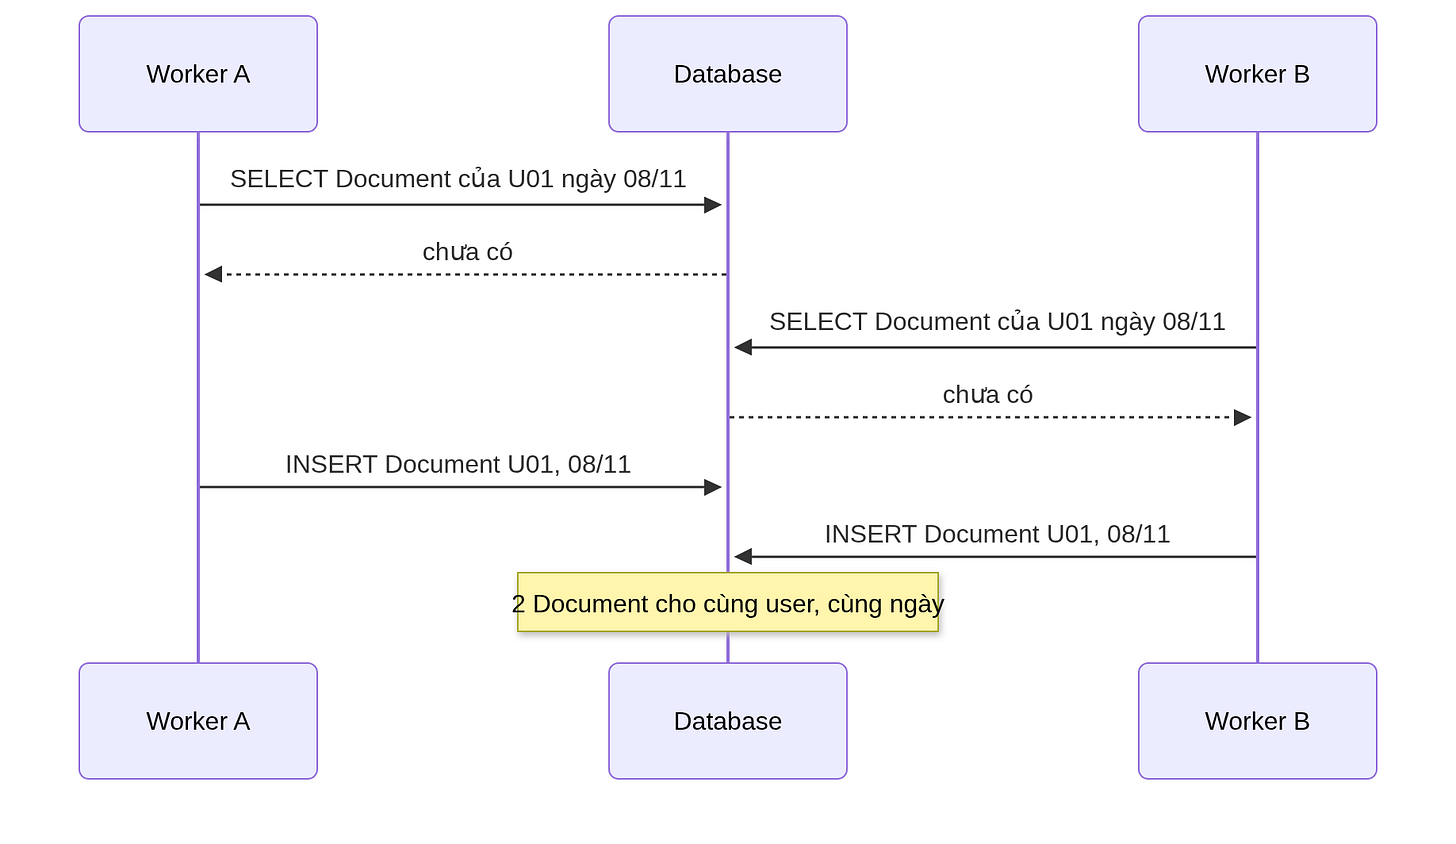 Worker A
Database
Worker B
SELECT Document của U01 ngày 08/11
chưa có
SELECT Document của U01 ngày 08/11
chưa có
INSERT Document U01, 08/11
INSERT Document U01, 08/11
2 Document cho cùng user, cùng ngày
Worker A
Database
Worker B